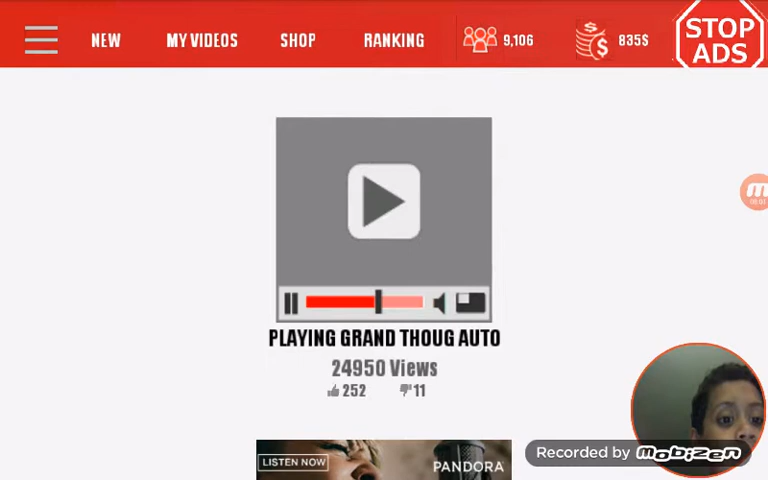 NEW MY VIDEOS SHOP RANKING 9,106 835$
STOP
ADS
PLAYING GRAND THOUG AUTO
24950 Views
252 11
LISTEN NOW PANDORA
Recorded by mobizen